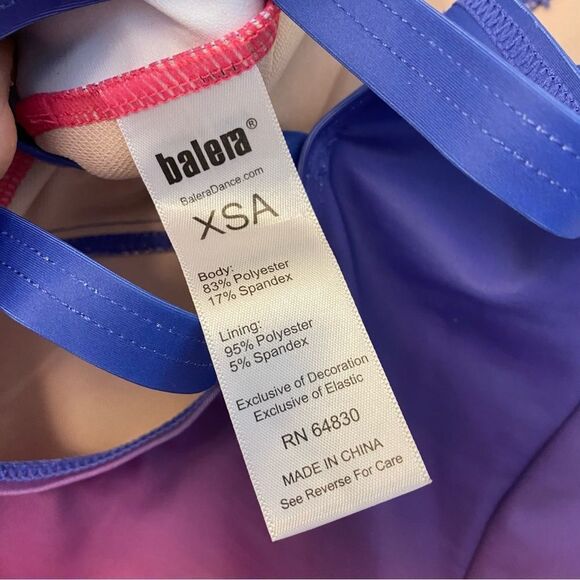 balera®
BaleraDance.com
XSA
Body:
83% Polyester
17% Spandex
Lining:
95% Polyester
5% Spandex
Exclusive of Decoration
Exclusive of Elastic
RN 64830
MADE IN CHINA
See Reverse For Care